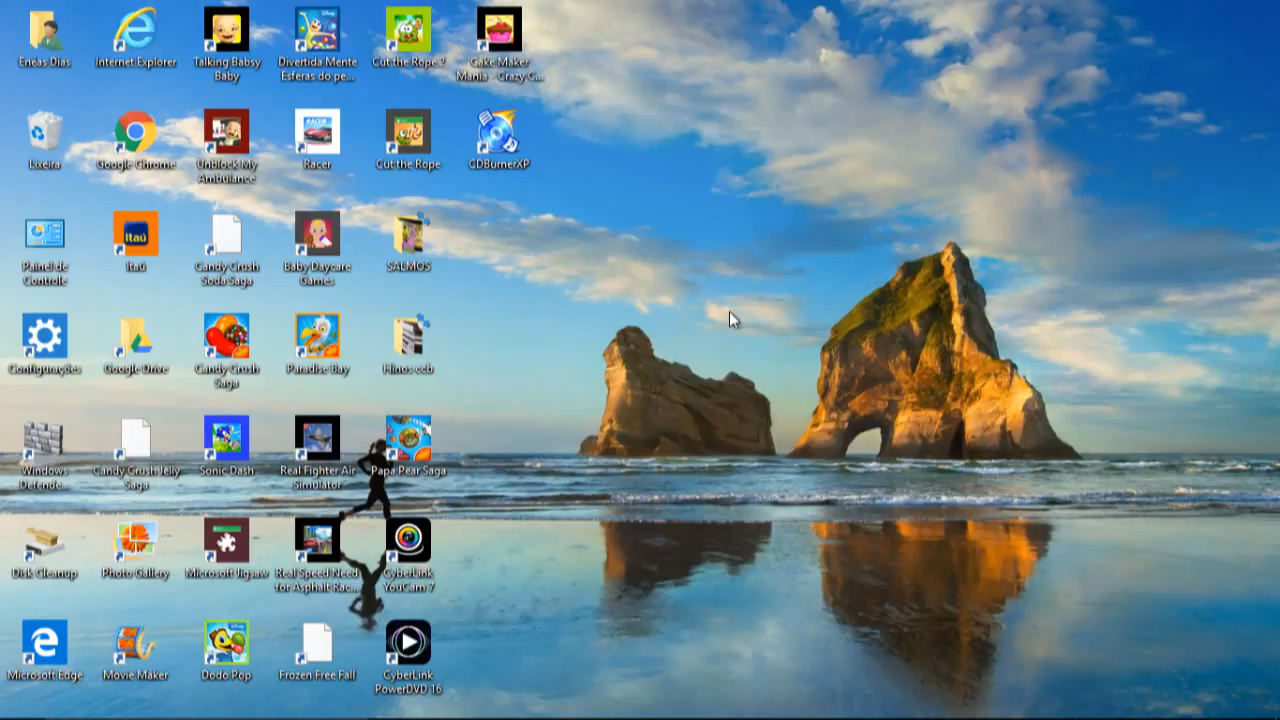 Enéas Dias
Internet Explorer
Talking Babsy
Baby
Divertida Mente
Esferas do pe...
Cut the Rope 2
Cake Maker
Mania - Crazy C...
Lixeira
Google Chrome
Unblock My
Ambulance
RACER
Racer
Cut the Rope
CDBurnerXP
Painel de
Controle
Itaú
Itaú
Candy Crush
Soda Saga
Baby Daycare
Games
SALMOS
Configurações
Google Drive
Candy Crush
Saga
Paradise Bay
Hinos ccb
Windows
Defende...
Candy CrushJelly
Saga
Sonic Dash
Real Fighter Air
Simulator
Papa Pear Saga
Disk Cleanup
Photo Gallery
Microsoft Jigsaw
Real Speed Need
for Asphalt Rac...
CyberLink
YouCam 7
Microsoft Edge
Movie Maker
Dodo Pop
Frozen Free Fall
CyberLink
PowerDVD 16